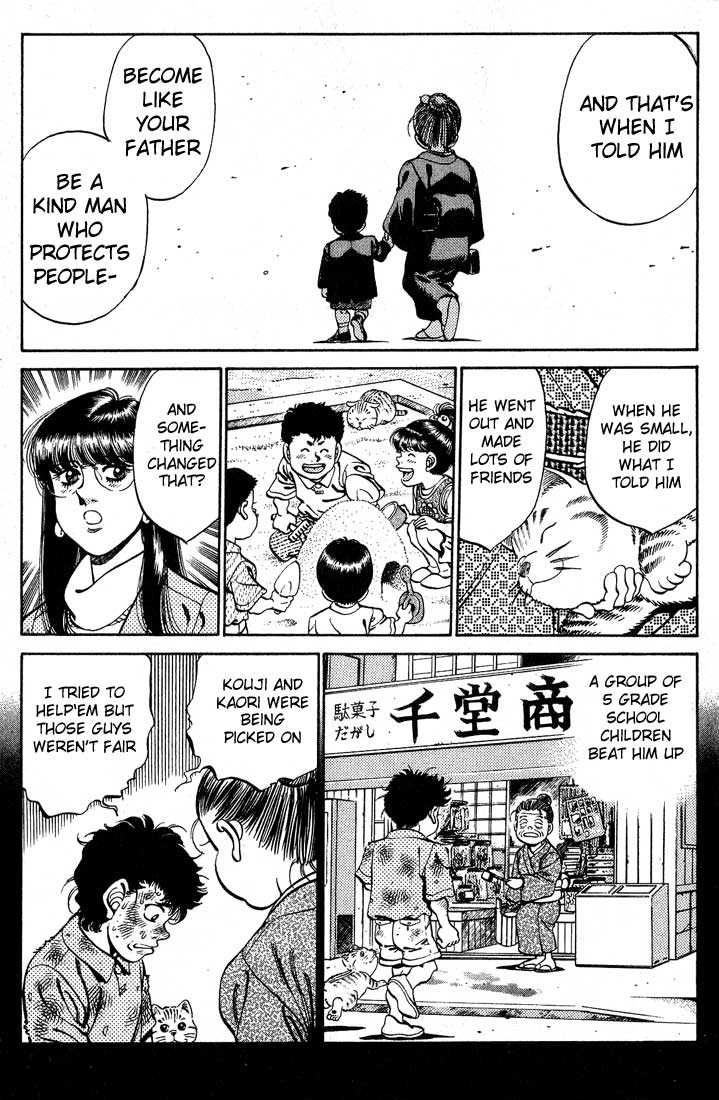 AND THAT'S
WHEN I
TOLD HIM
BECOME
LIKE
YOUR
FATHER
BE A
KIND MAN
WHO
PROTECTS
PEOPLE-
WHEN HE
WAS SMALL,
HE DID
WHAT I
TOLD HIM
HE WENT
OUT AND
MADE
LOTS OF
FRIENDS
AND
SOME-
THING
CHANGED
THAT?
A GROUP OF
5 GRADE
SCHOOL
CHILDREN
BEAT HIM UP
駄菓子
だがし
千堂商
KOUJI AND
KAORI WERE
BEING
PICKED ON
I TRIED TO
HELP'EM BUT
THOSE GUYS
WEREN'T FAIR